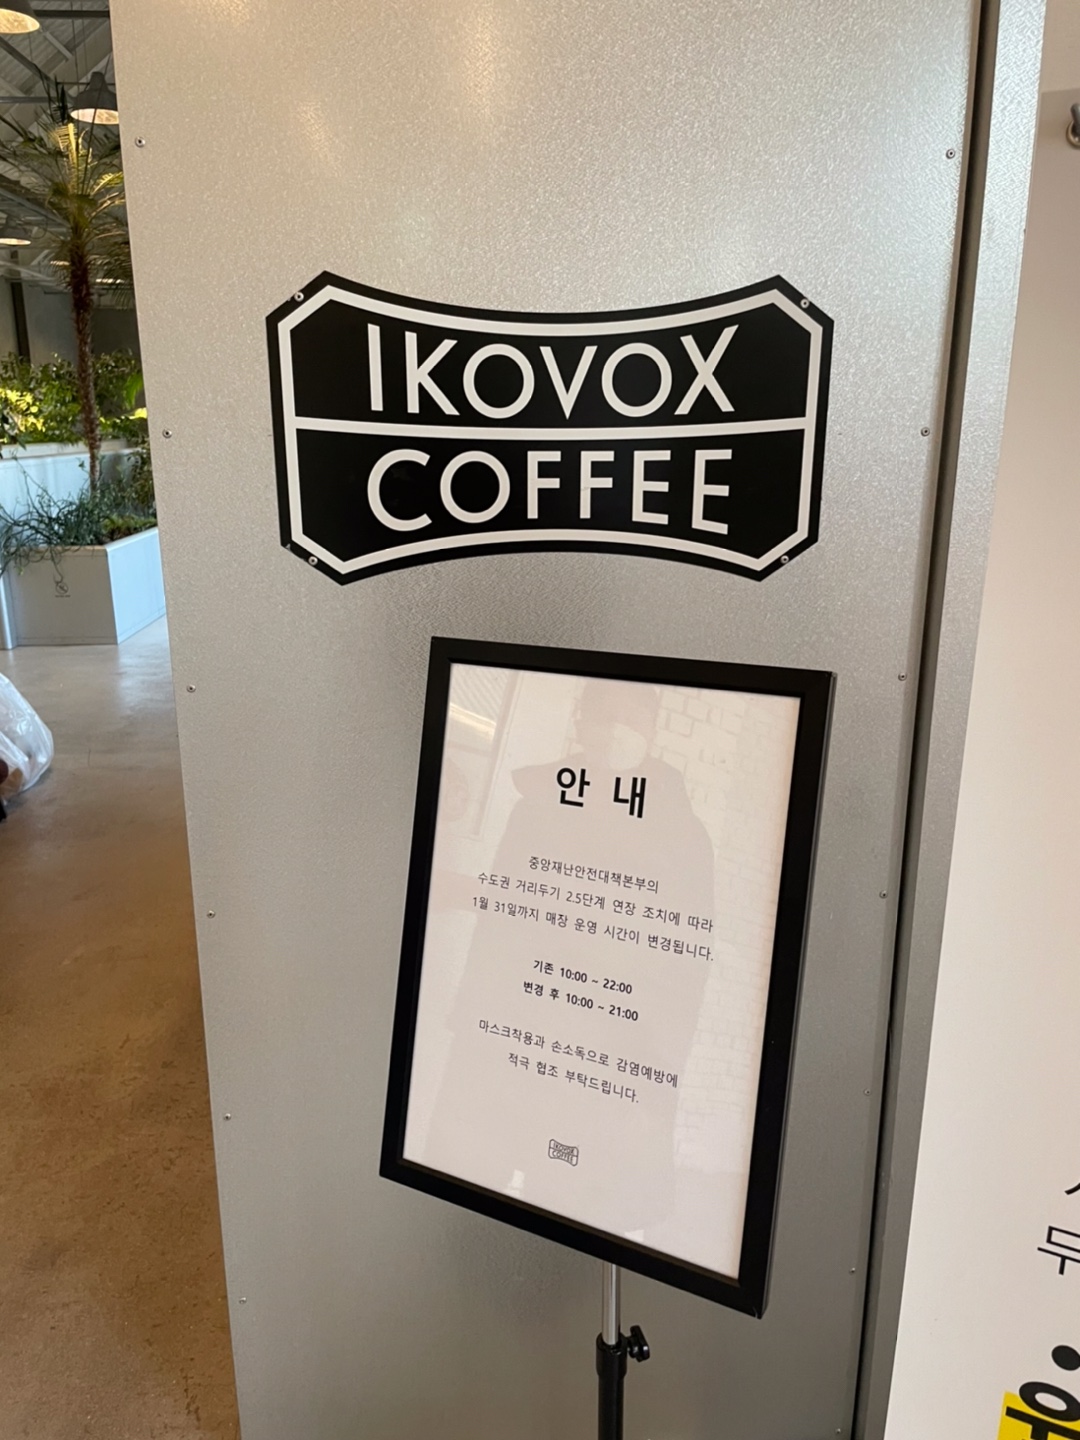 IKOVOX
COFFEE
안 내
중앙재난안전대책본부의
수도권 거리두기 2.5단계 연장 조치에 따라
1월 31일까지 매장 운영 시간이 변경됩니다.
기존 10:00 ~ 22:00
변경 후 10:00 ~ 21:00
마스크착용과 손소독으로 감염예방에
적극 협조 부탁드립니다.
IKOVOX
COFFEE